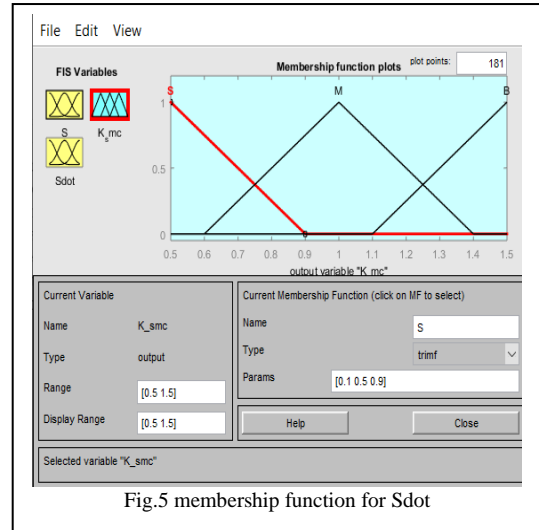 File Edit View
FIS Variables
S
K_smc
Sdot
Membership function plots
plot points:
181
S
M
B
1
0.5
0
0.5 0.6 0.7 0.8 0.9 1 1.1 1.2 1.3 1.4 1.5
output variable "K_mc"
Current Variable
Name K_smc
Type output
Range [0.5 1.5]
Display Range [0.5 1.5]
Current Membership Function (click on MF to select)
Name S
Type trimf
Params [0.1 0.5 0.9]
Help Close
Selected variable "K_smc"
Fig.5 membership function for Sdot